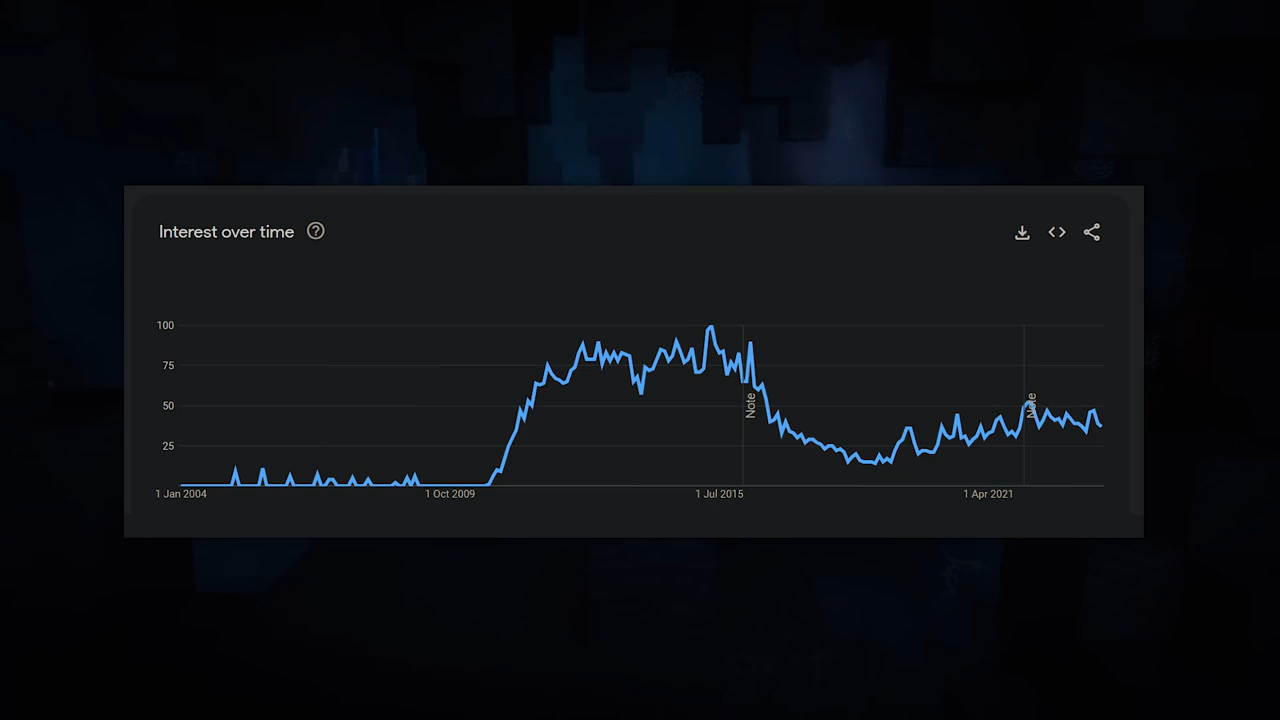 Interest over time
100
75
50
25
Note
Note
1 Jan 2004
1 Oct 2009
1 Jul 2015
1 Apr 2021